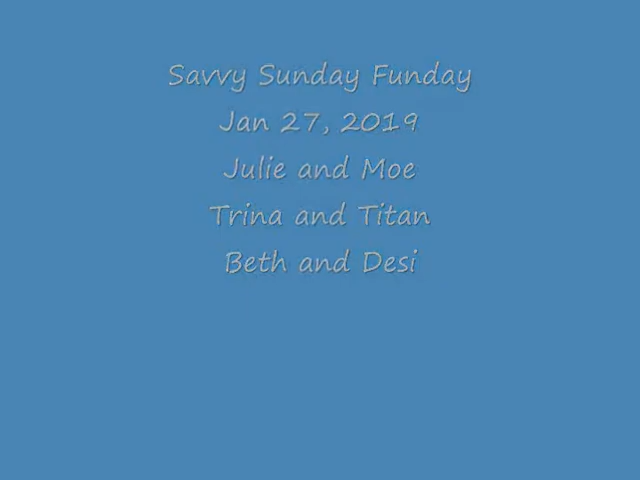 Savvy Sunday Funday
Jan 27, 2019
Julie and Moe
Trina and Titan
Beth and Desi